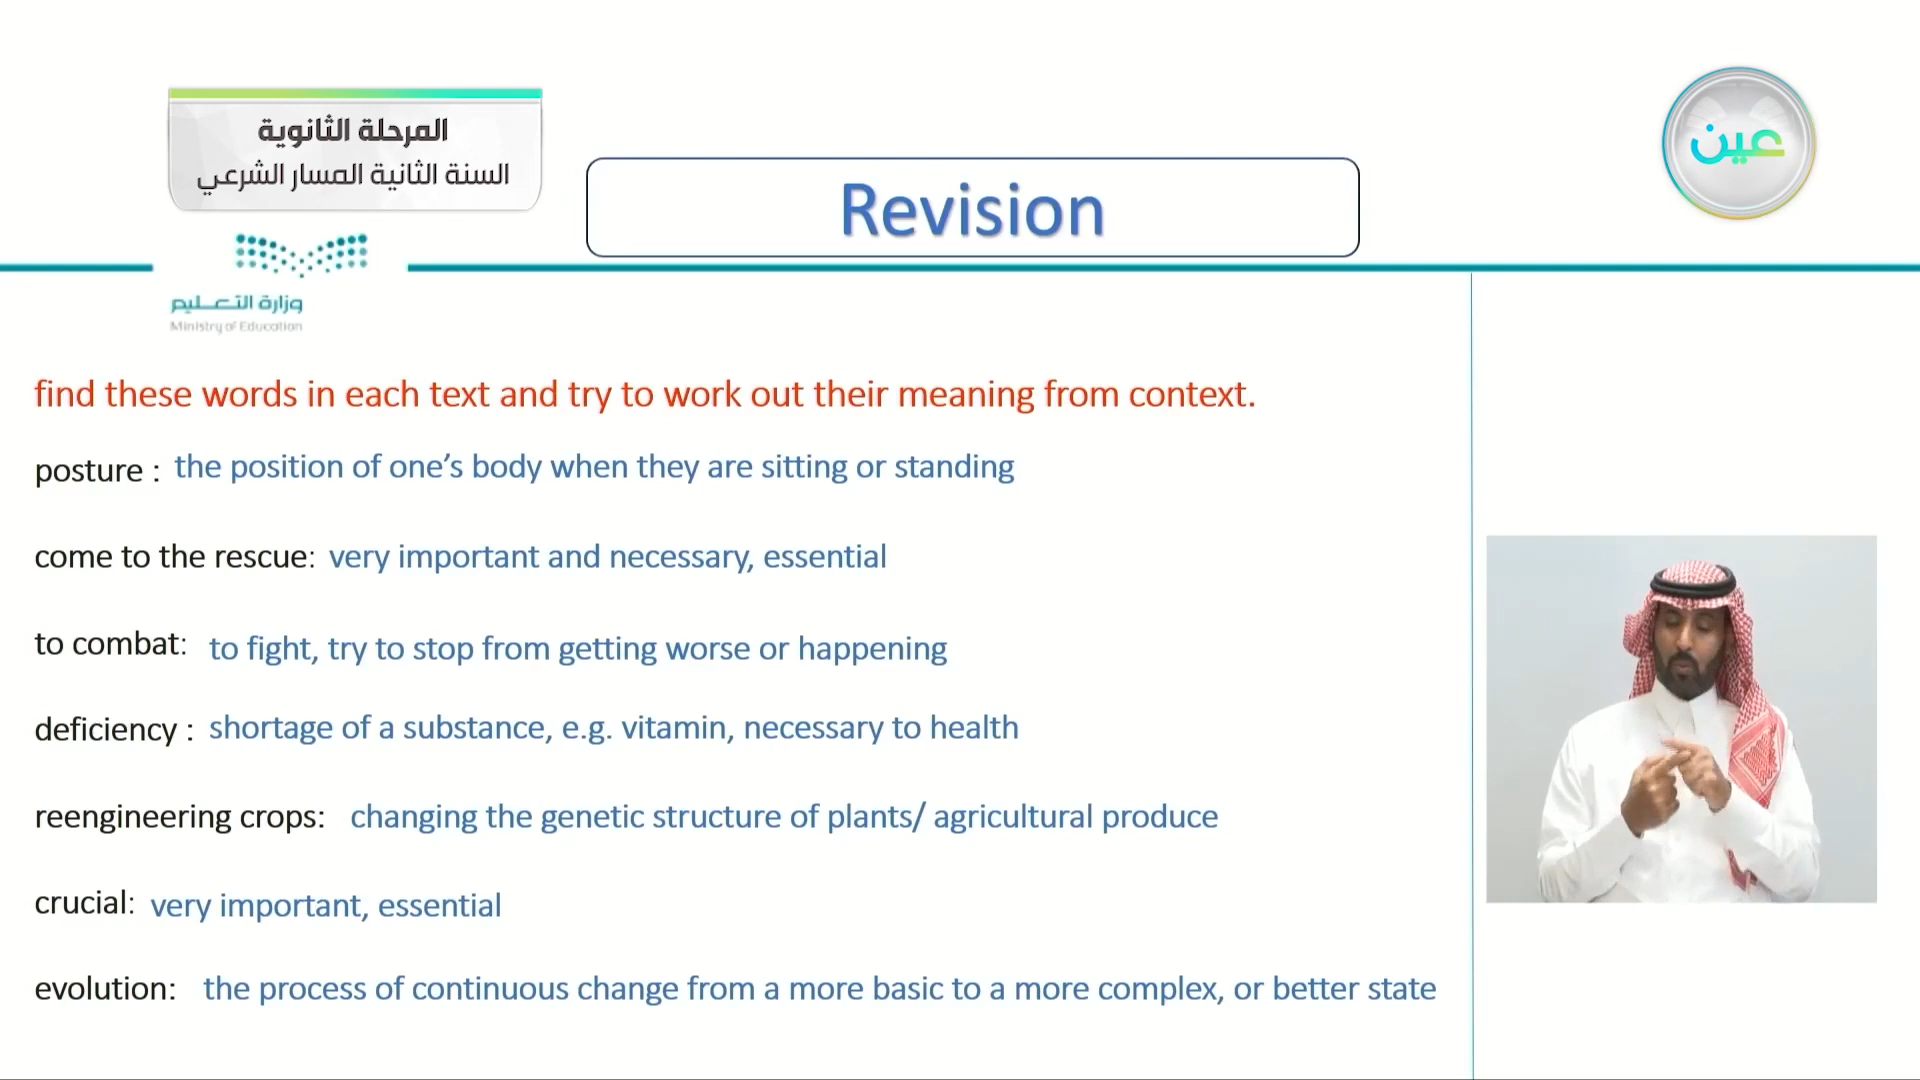 المرحلة الثانوية
السنة الثانية المسار الشرعي
عين
Revision
وزارة التعليم
Ministry of Education
find these words in each text and try to work out their meaning from context.
posture : the position of one’s body when they are sitting or standing
come to the rescue: very important and necessary, essential
to combat: to fight, try to stop from getting worse or happening
deficiency : shortage of a substance, e.g. vitamin, necessary to health
reengineering crops: changing the genetic structure of plants/ agricultural produce
crucial: very important, essential
evolution: the process of continuous change from a more basic to a more complex, or better state